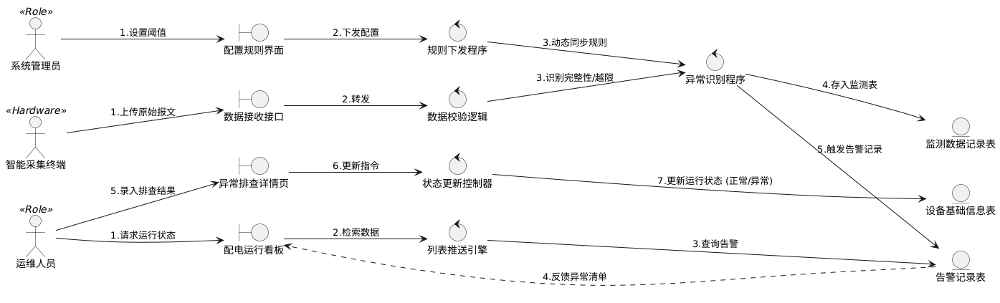 «Role»
系统管理员
1.设置阈值
配置规则界面
2.下发配置
规则下发程序
3.动态同步规则
异常识别程序
4.存入监测表
监测数据记录表
«Hardware»
智能采集终端
1.上传原始报文
数据接收接口
2.转发
数据校验逻辑
3.识别完整性/越限
5.触发告警记录
«Role»
运维人员
5.录入排查结果
异常排查详情页
6.更新指令
状态更新控制器
7.更新运行状态 (正常/异常)
设备基础信息表
1.请求运行状态
配电运行看板
2.检索数据
列表推送引擎
3.查询告警
告警记录表
4.反馈异常清单